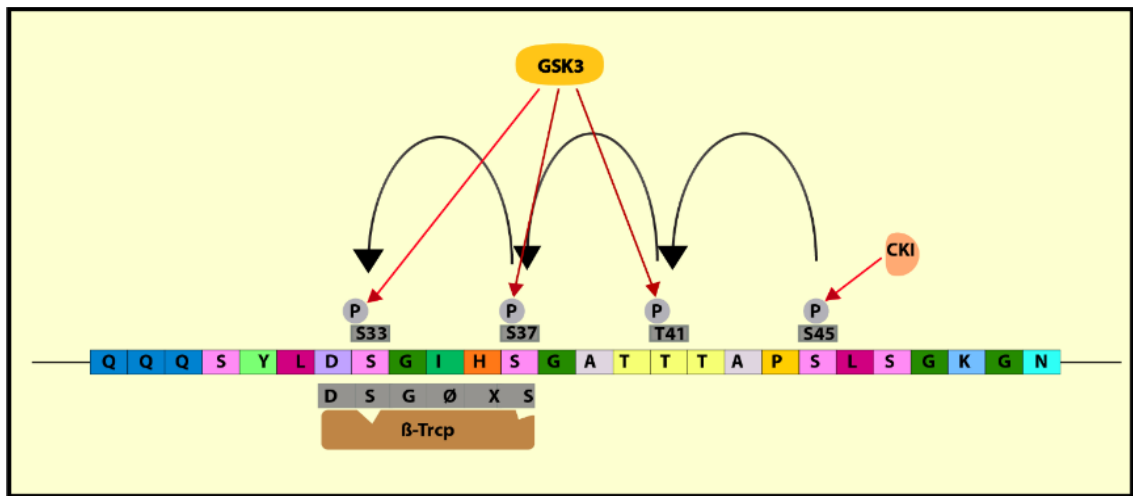 GSK3
CKI
P P P P
S33 S37 T41 S45
Q Q Q S Y L D S G I H S G A T T T A P S L S G K G N
D S G Ø X S
ß-Trcp